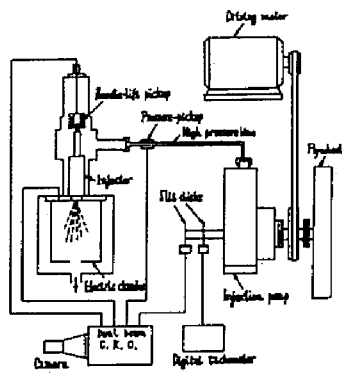 Driving motor
Needle-lift pickup
Pressure-pickup
High pressure line
Flywheel
Injector
Slit disks
Electric chamber
Injection pump
Dual beam
C. R. O.
Camera
Digital tachometer